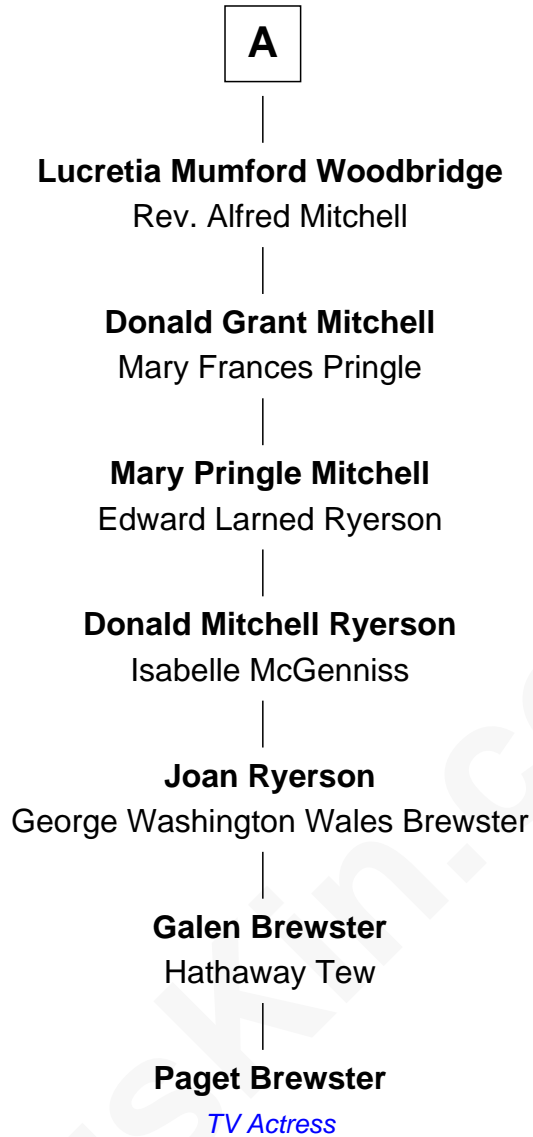 A
Lucretia Mumford Woodbridge
Rev. Alfred Mitchell
Donald Grant Mitchell
Mary Frances Pringle
Mary Pringle Mitchell
Edward Larned Ryerson
Donald Mitchell Ryerson
Isabelle McGenniss
Joan Ryerson
George Washington Wales Brewster
Galen Brewster
Hathaway Tew
Paget Brewster
TV Actress